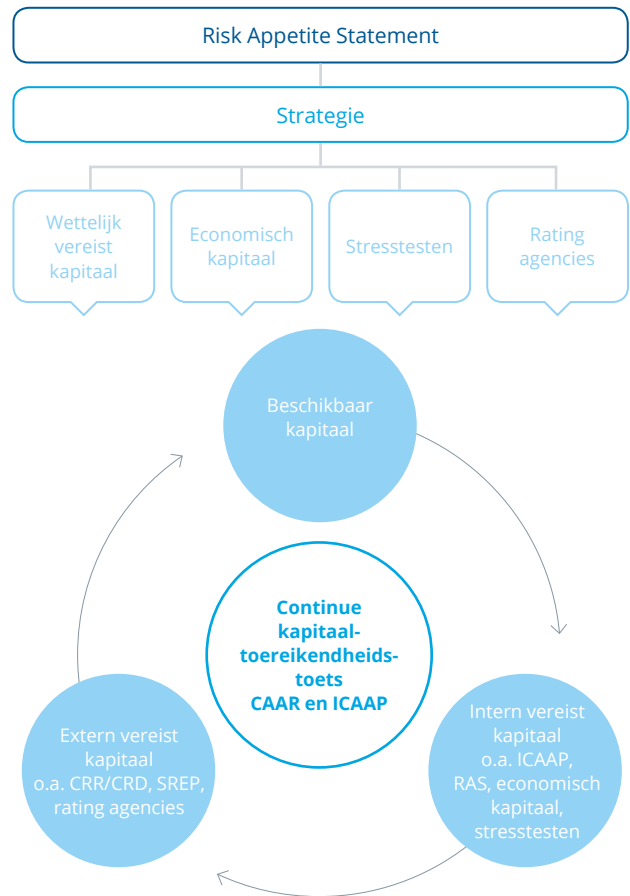 Risk Appetite Statement
Strategie
Wettelijk
vereist
kapitaal
Economisch
kapitaal
Stresstesten
Rating
agencies
Beschikbaar
kapitaal
Continue
kapitaal-
toereikendheids-
toets
CAAR en ICAAP
Extern vereist
kapitaal
o.a. CRR/CRD, SREP,
rating agencies
Intern vereist
kapitaal
o.a. ICAAP,
RAS, economisch
kapitaal,
stresstesten